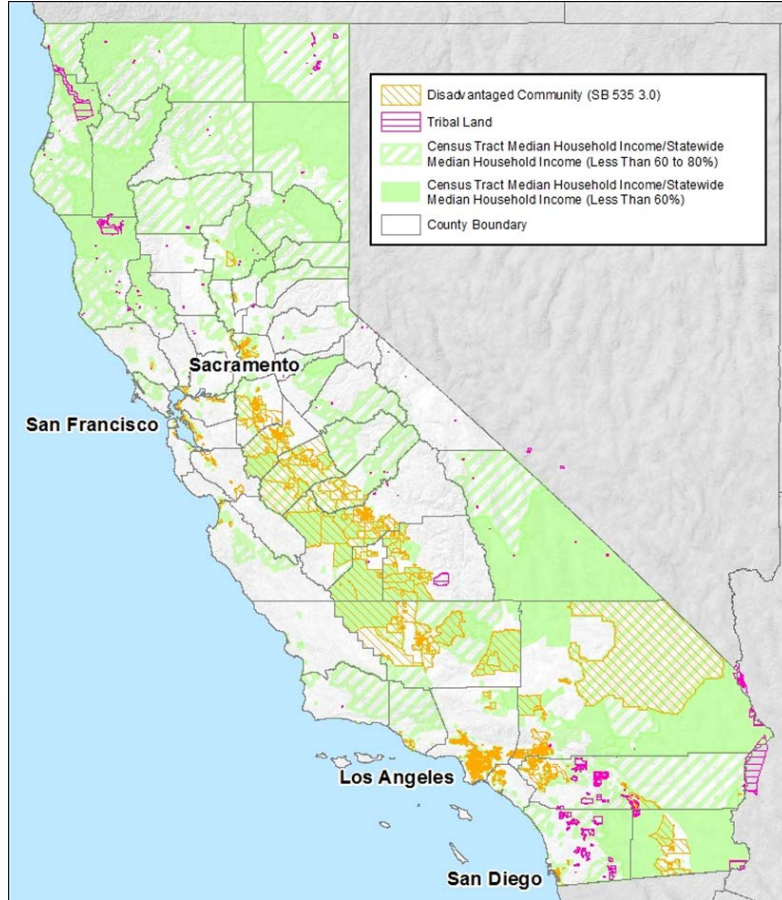 Disadvantaged Community (SB 535 3.0)
Tribal Land
Census Tract Median Household Income/Statewide
Median Household Income (Less Than 60 to 80%)
Census Tract Median Household Income/Statewide
Median Household Income (Less Than 60%)
County Boundary
Sacramento
San Francisco
Los Angeles
San Diego